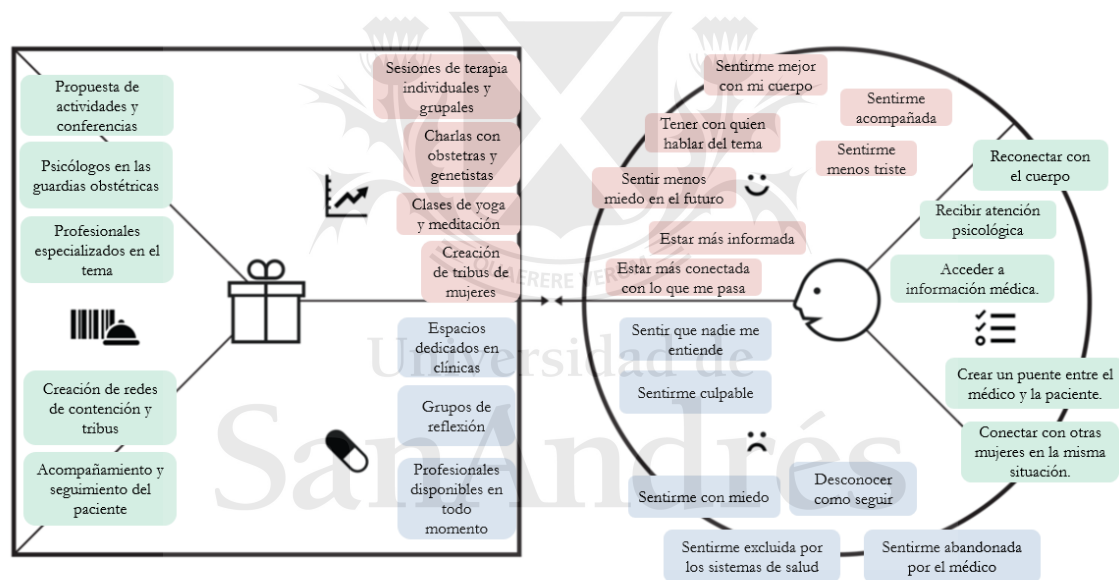 Propuesta de
actividades y
conferencias
Psicólogos en las
guardias obstétricas
Profesionales
especializados en el
tema
Creación de redes
de contención y
tribus
Acompañamiento y
seguimiento del
paciente
Sesiones de terapia
individuales y
grupales
Charlas con
obstetras y
genetistas
Clases de yoga
y meditación
Creación
de tribus de
mujeres
Espacios
dedicados en
clínicas
Grupos de
reflexión
Profesionales
disponibles en
todo
momento
Sentirme mejor
con mi cuerpo
Sentirme
acompañada
Tener con quien
hablar del tema
Sentirme
menos triste
Sentir menos
miedo en el futuro
Estar más informada
Estar más conectada
con lo que me pasa
Sentir que nadie me
entiende
Sentirme culpable
Sentirme con miedo
Desconocer
como seguir
Sentirme excluida por
los sistemas de salud
Sentirme abandonada
por el médico
Reconectar con
el cuerpo
Recibir atención
psicológica
Acceder a
información médica.
Crear un puente entre el
médico y la paciente.
Conectar con otras
mujeres en la misma
situación.
QUAERERE VERUM
Universidad de
SanAndrés